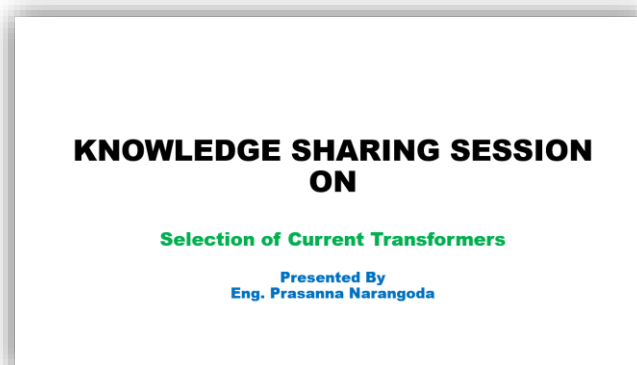 KNOWLEDGE SHARING SESSION
ON
Selection of Current Transformers
Presented By
Eng. Prasanna Narangoda